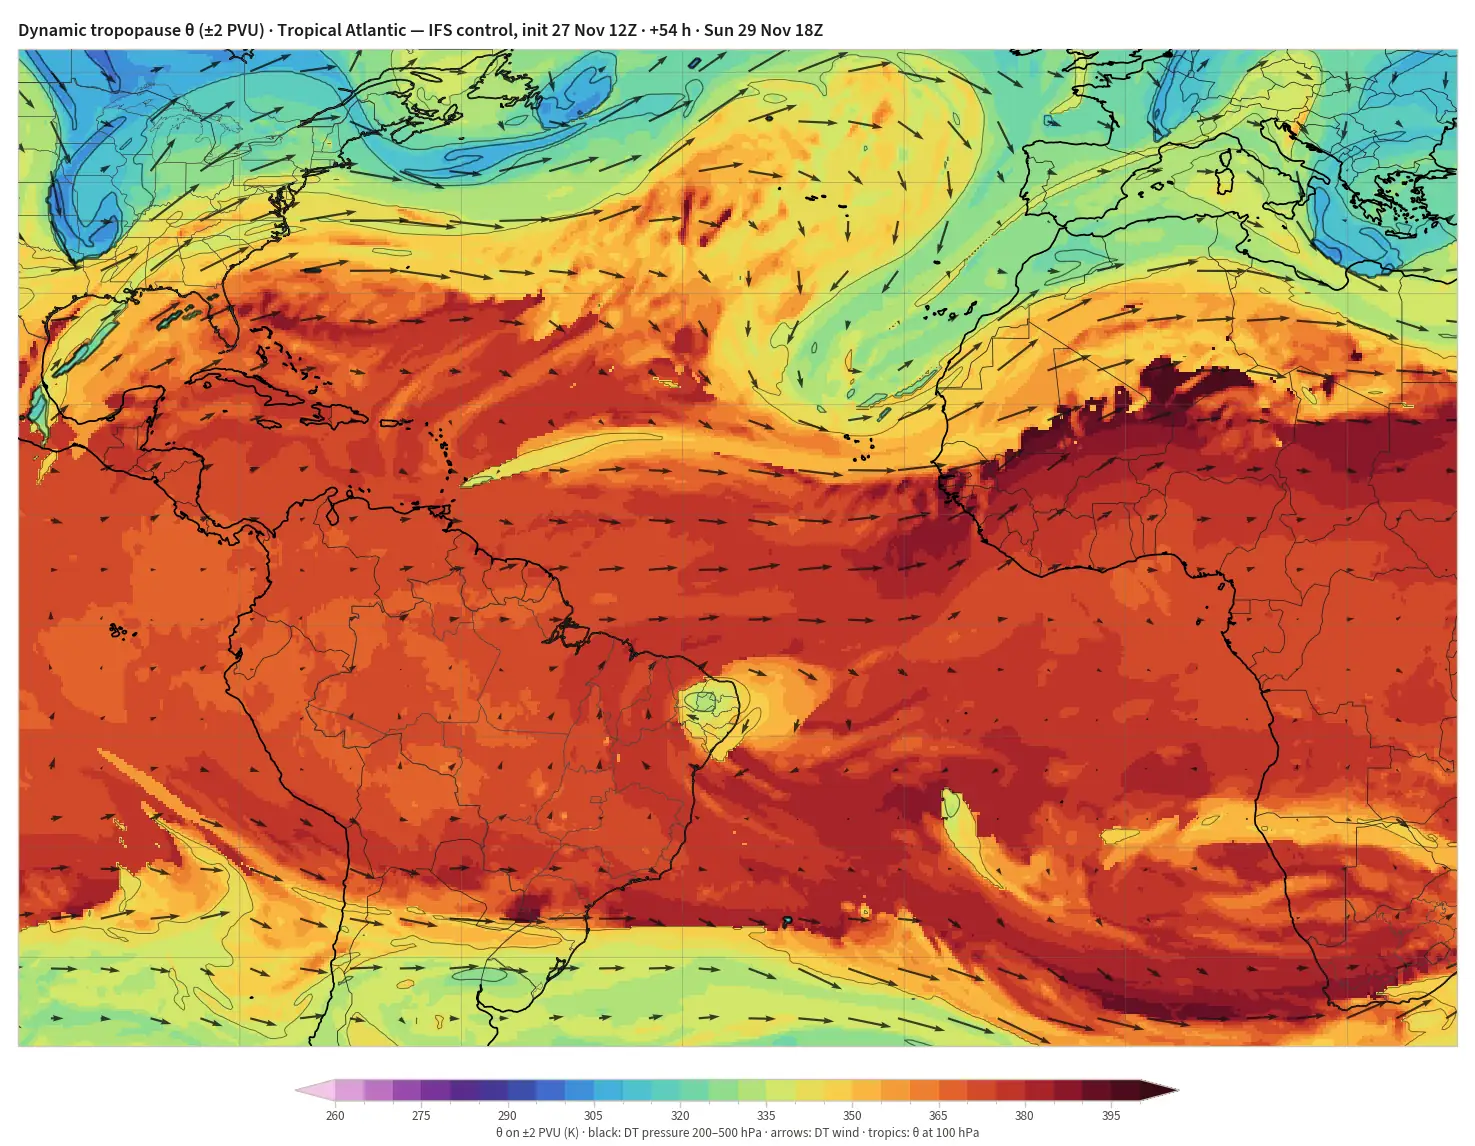 Dynamic tropopause θ (±2 PVU) · Tropical Atlantic — IFS control, init 27 Nov 12Z · +54 h · Sun 29 Nov 18Z
260 275 290 305 320 335 350 365 380 395
θ on ±2 PVU (K) · black: DT pressure 200–500 hPa · arrows: DT wind · tropics: θ at 100 hPa